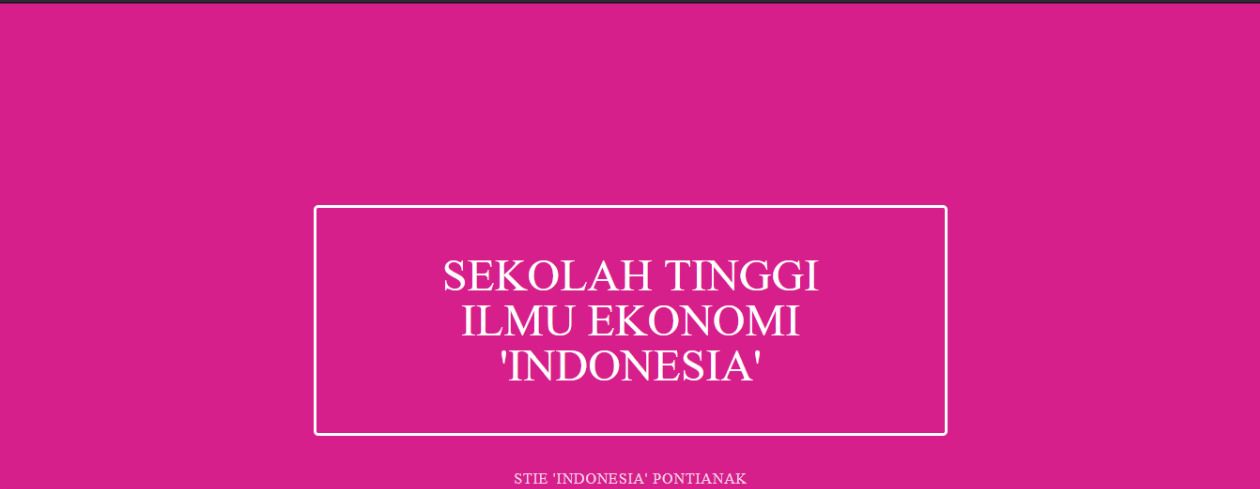 SEKOLAH TINGGI
ILMU EKONOMI
'INDONESIA'
STIE 'INDONESIA' PONTIANAK